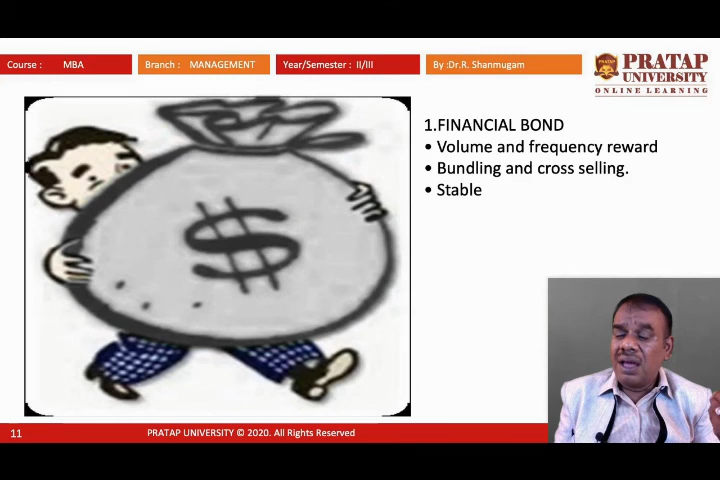 Course : MBA
Branch : MANAGEMENT
Year/Semester : II/III
By :Dr.R. Shanmugam
PRATAP
PRATAP
UNIVERSITY
ONLINE LEARNING
1.FINANCIAL BOND
• Volume and frequency reward
• Bundling and cross selling.
• Stable
$
11
PRATAP UNIVERSITY © 2020. All Rights Reserved